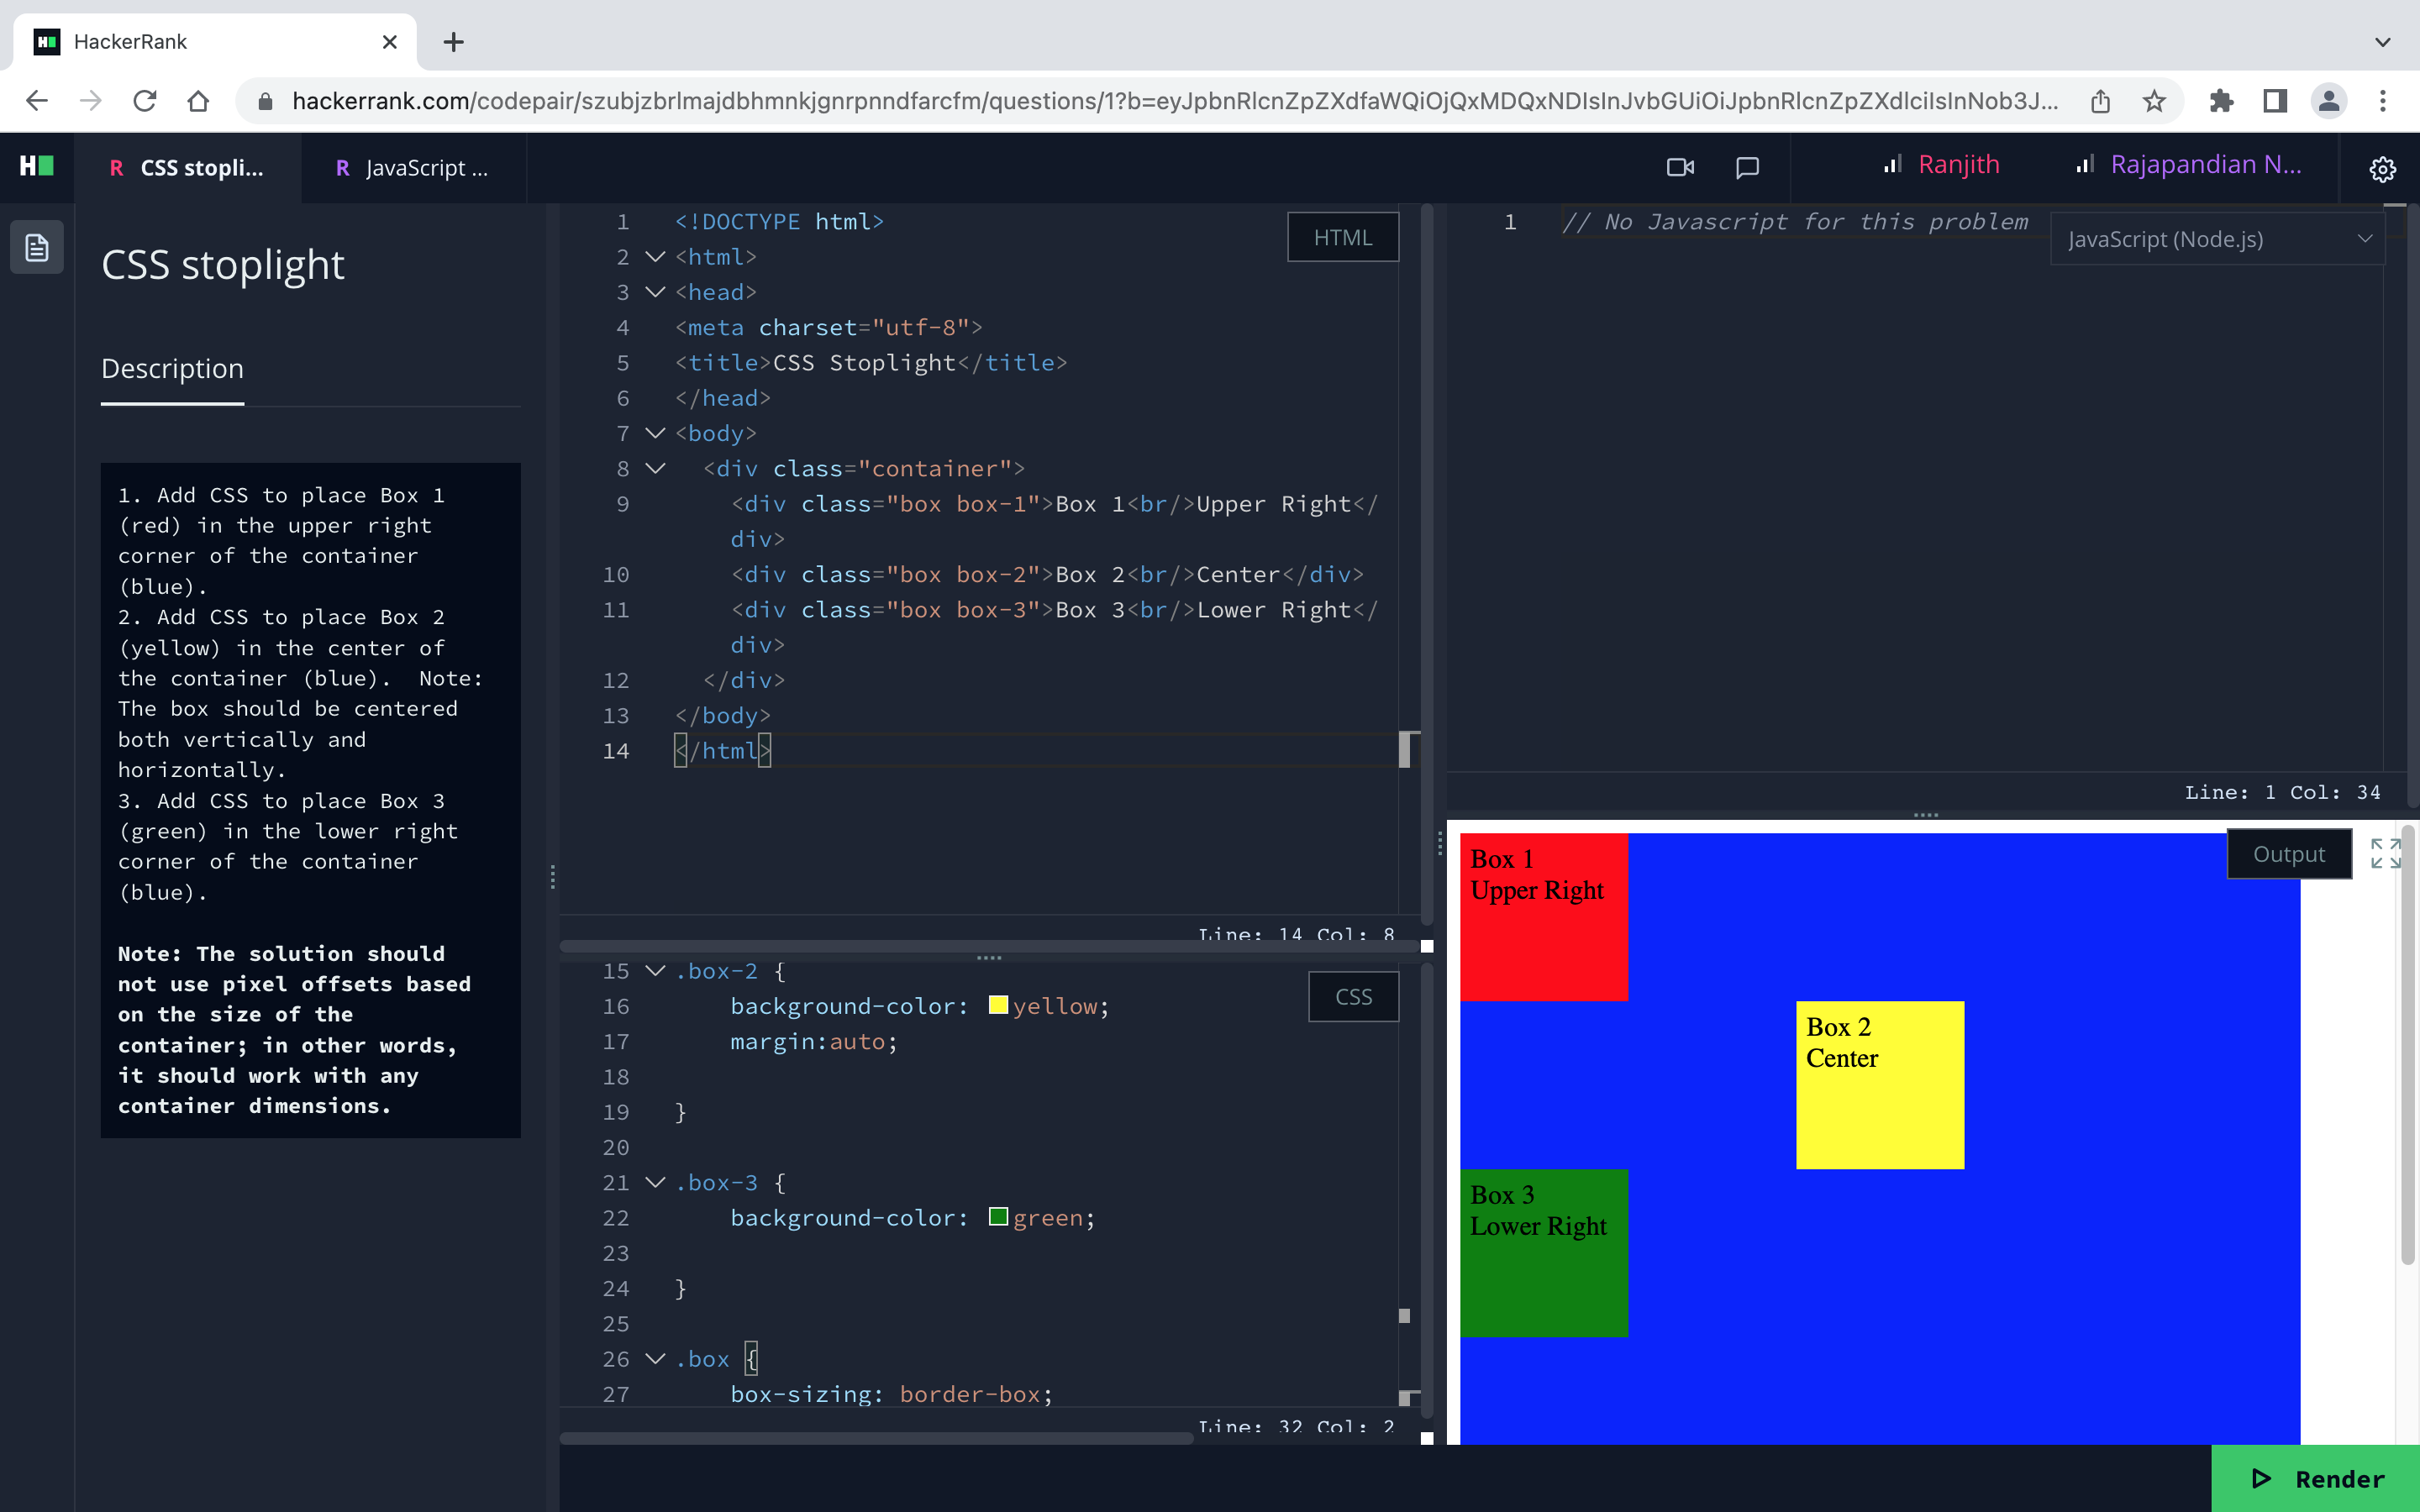 HackerRank
hackerrank.com/codepair/szubjzbrlmajdbhmnkjgnrpnndfarcfm/questions/1?b=eyJpbnRlcnZpZXdfaWQiOjQxMDQxNDIsInJvbGUiOiJpbnRlcnZpZXdlciIsInNob3J...
H
R CSS stopli...
R JavaScript ...
Ranjith
Rajapandian N...
CSS stoplight
Description
1. Add CSS to place Box 1
(red) in the upper right
corner of the container
(blue).
2. Add CSS to place Box 2
(yellow) in the center of
the container (blue).  Note:
The box should be centered
both vertically and
horizontally.
3. Add CSS to place Box 3
(green) in the lower right
corner of the container
(blue).
Note: The solution should
not use pixel offsets based
on the size of the
container; in other words,
it should work with any
container dimensions.
HTML
1 <!DOCTYPE html>
2 <html>
3 <head>
4 <meta charset="utf-8">
5 <title>CSS Stoplight</title>
6 </head>
7 <body>
8   <div class="container">
9     <div class="box box-1">Box 1<br/>Upper Right</
div>
10     <div class="box box-2">Box 2<br/>Center</div>
11     <div class="box box-3">Box 3<br/>Lower Right</
div>
12   </div>
13 </body>
14 </html>
Line: 14 Col: 8
CSS
15 .box-2 {
16     background-color: yellow;
17     margin:auto;
18
19 }
20
21 .box-3 {
22     background-color: green;
23
24 }
25
26 .box {
27     box-sizing: border-box;
Line: 32 Col: 2
1 // No Javascript for this problem
JavaScript (Node.js)
Line: 1 Col: 34
Output
Box 1
Upper Right
Box 2
Center
Box 3
Lower Right
Render